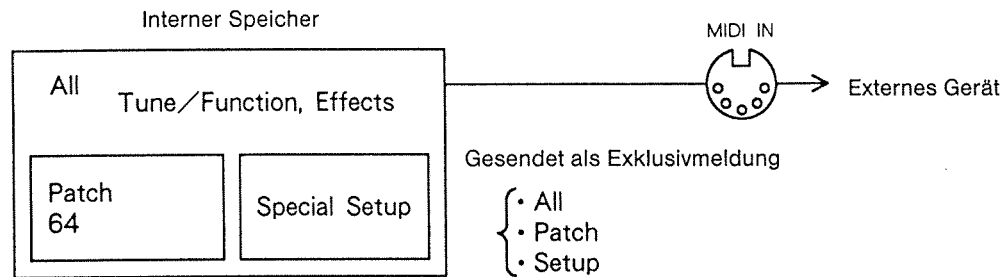 Interner Speicher
MIDI IN
All
Tune/Function, Effects
Externes Gerät
Patch
64
Special Setup
Gesendet als Exklusivmeldung
• All
• Patch
• Setup